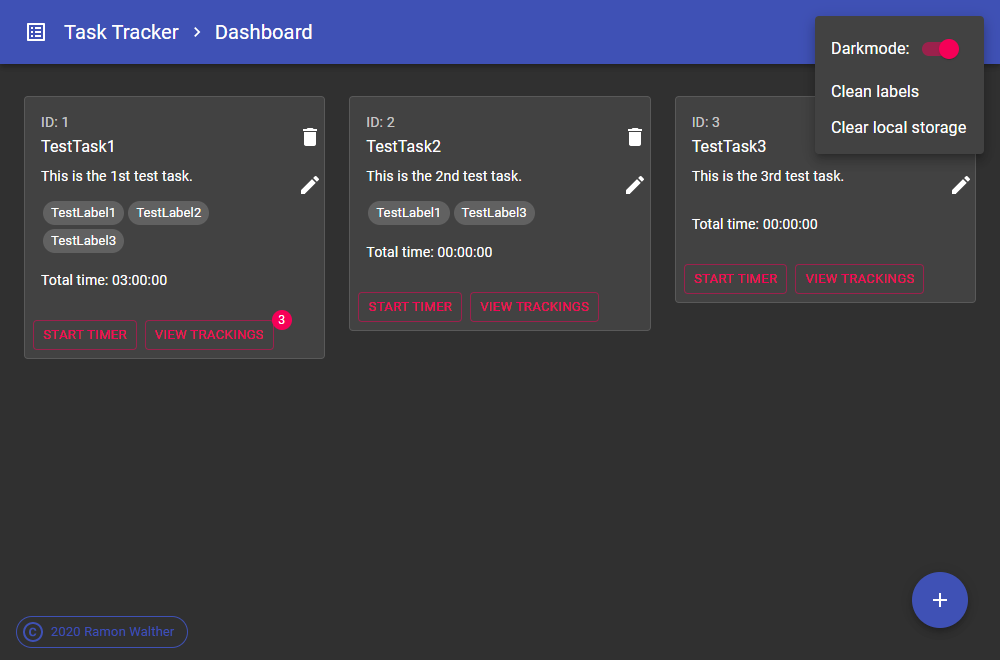 Task Tracker > Dashboard
Darkmode:
Clean labels
Clear local storage
ID: 1
TestTask1
This is the 1st test task.
TestLabel1 TestLabel2
TestLabel3
Total time: 03:00:00
START TIMER VIEW TRACKINGS 3
ID: 2
TestTask2
This is the 2nd test task.
TestLabel1 TestLabel3
Total time: 00:00:00
START TIMER VIEW TRACKINGS
ID: 3
TestTask3
This is the 3rd test task.
Total time: 00:00:00
START TIMER VIEW TRACKINGS
© 2020 Ramon Walther